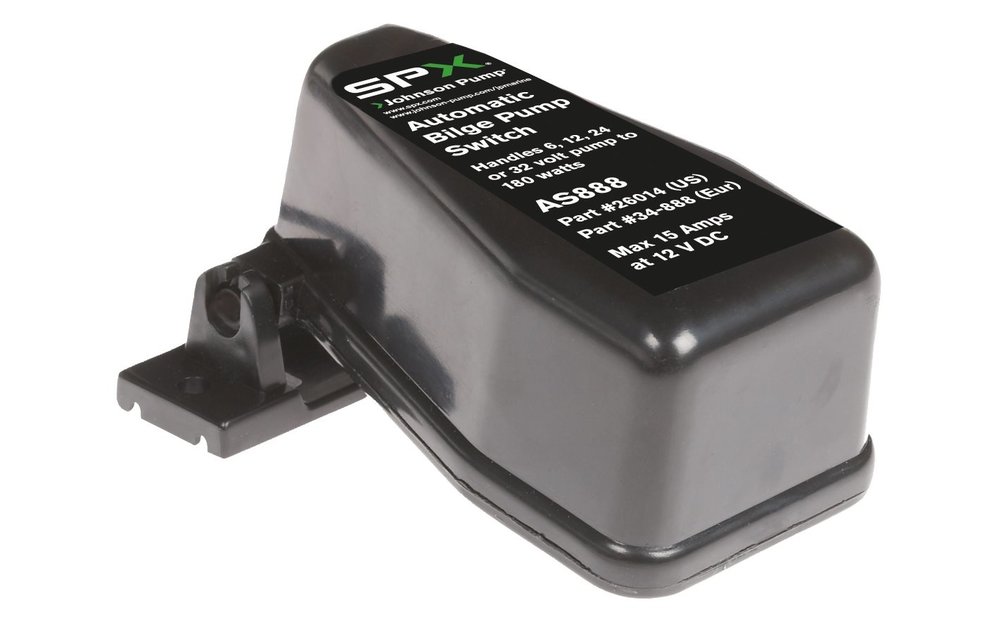 SPX®
Johnson Pump®
www.spx.com
www.johnson-pump.com/jpmarine
Automatic
Bilge Pump
Switch
Handles 6, 12, 24
or 32 volt pump to
180 watts
AS888
Part #26014 (US)
Part #34-888 (Eur)
Max 15 Amps
at 12 V DC